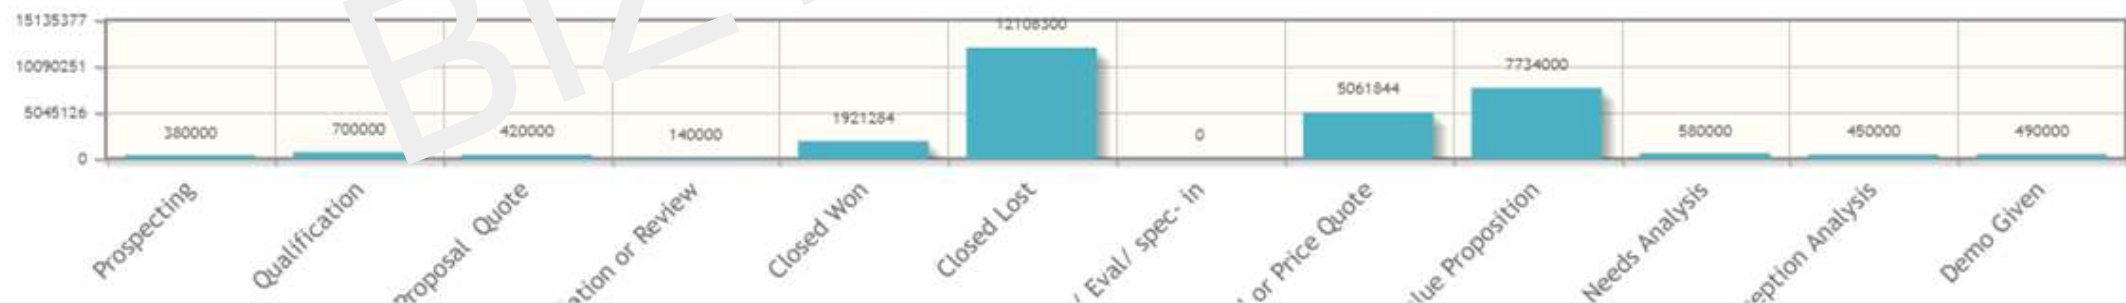 BIZ
15135377
10090251
5045126
0
380000
700000
420000
140000
1921284
12108300
0
5061844
7734000
580000
450000
490000
Prospecting
Qualification
Proposal Quote
ation or Review
Closed Won
Closed Lost
/ Eval/ spec- in
l or Price Quote
lue Proposition
Needs Analysis
eption Analysis
Demo Given